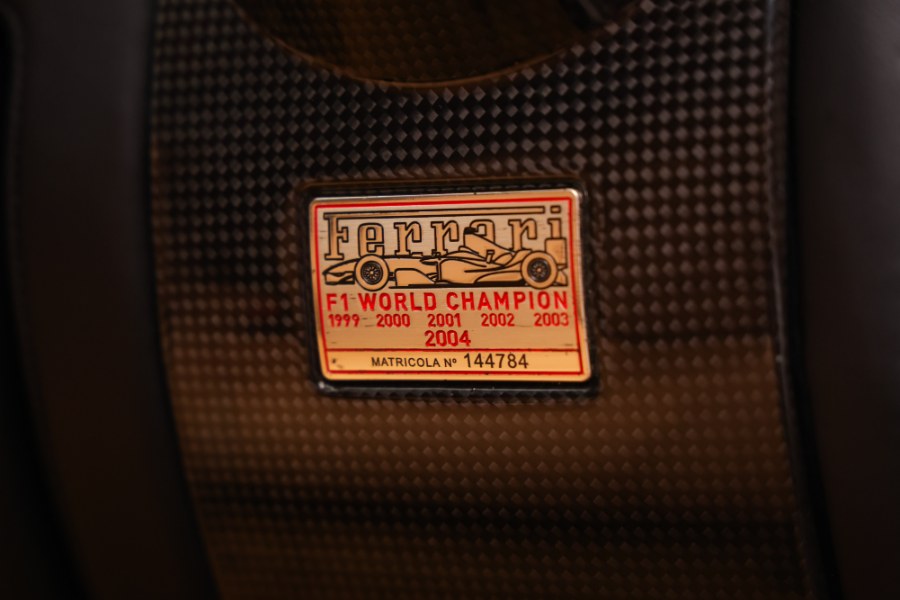 Ferrari
F1 WORLD CHAMPION
1999 2000 2001 2002 2003
2004
MATRICOLA Nº 144784